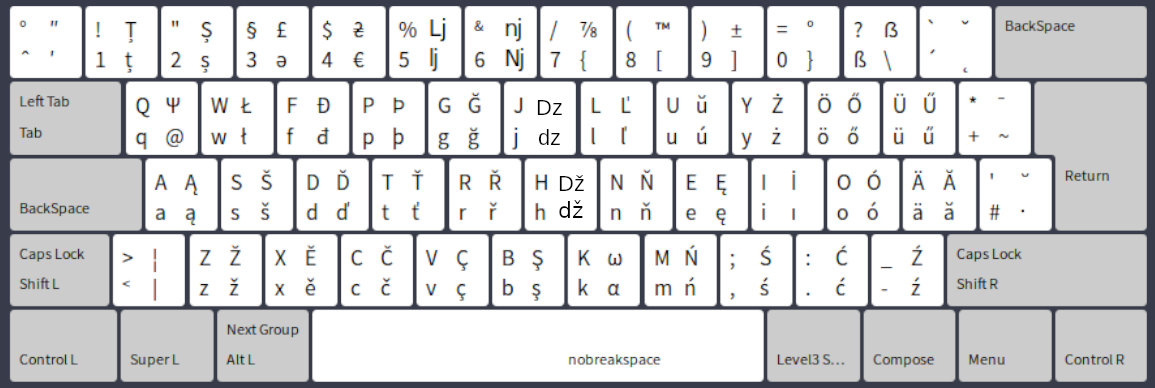 ° " ! Ț " Ș § £ $ ₴ % Lj & nj / ⅞ ( ™ ) ± = ° ? ẞ ` ˇ BackSpace
ˆ ' 1 ț 2 ș 3 ə 4 € 5 lj 6 Nj 7 { 8 [ 9 ] 0 } ß \ ´ ˛
Left Tab Q Ψ W Ł F Đ P Þ G Ğ J Dz L Ľ U ŭ Y Ż Ö Ő Ü Ű * ¯
Tab q @ w ł f đ p þ g ğ j dz l ľ u ú y ż ö ő ü ű + ~
A Ą S Š D Ď T Ť R Ř H Dž N Ň E Ę I İ O Ó Ä Ă ' ˘ Return
BackSpace a ą s š d ď t ť r ř h dž n ň e ę i ı o ó ä ă # ·
Caps Lock > ¦ Z Ž X Ě C Č V Ç B Ş K ω M Ń ; Ś : Ć _ Ź Caps Lock
Shift L < | z ž x ě c č v ç b ş k α m ń , ś . ć - ź Shift R
Next Group
Control L Super L Alt L nobreakspace Level3 S... Compose Menu Control R